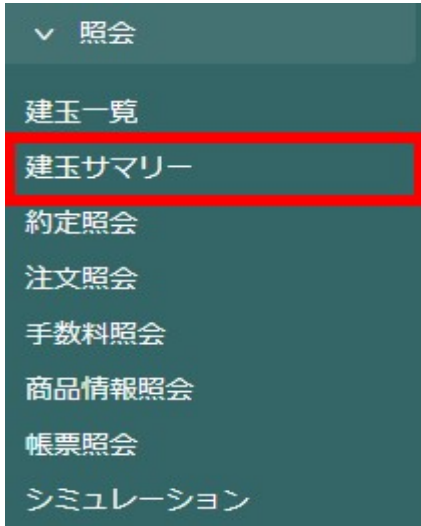 照会
建玉一覧
建玉サマリー
約定照会
注文照会
手数料照会
商品情報照会
帳票照会
シミュレーション